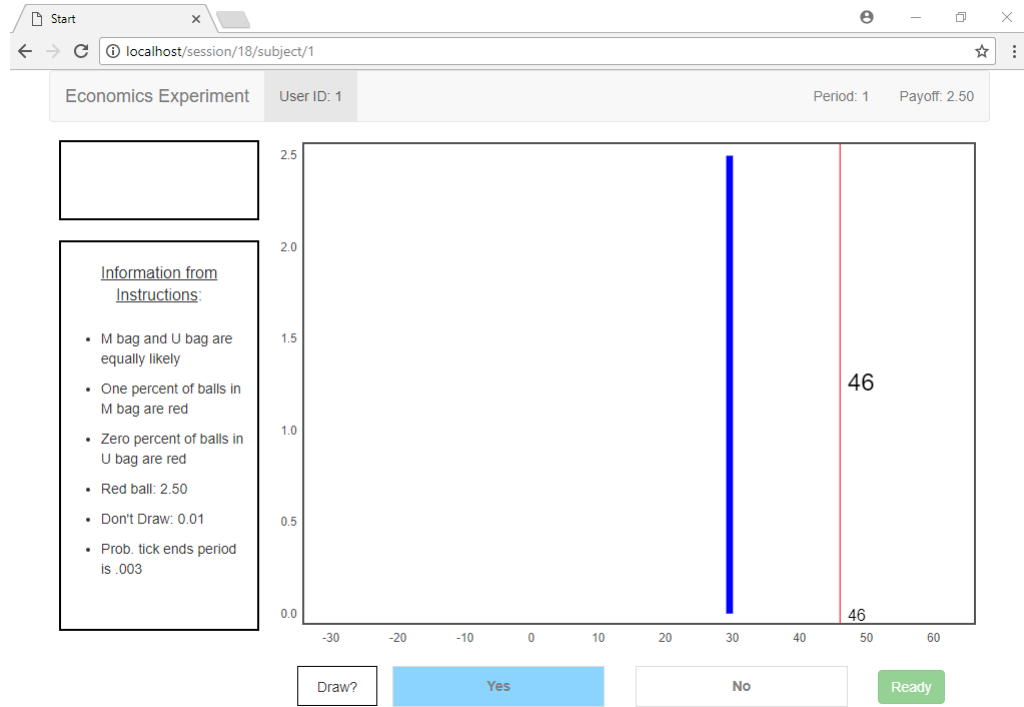 Start
localhost/session/18/subject/1
Economics Experiment
User ID: 1
Period: 1
Payoff: 2.50
Information from
Instructions:
M bag and U bag are
equally likely
One percent of balls in
M bag are red
Zero percent of balls in
U bag are red
Red ball: 2.50
Don't Draw: 0.01
Prob. tick ends period
is .003
2.5
2.0
1.5
1.0
0.5
0.0
46
46
-30 -20 -10 0 10 20 30 40 50 60
Draw?
Yes
No
Ready